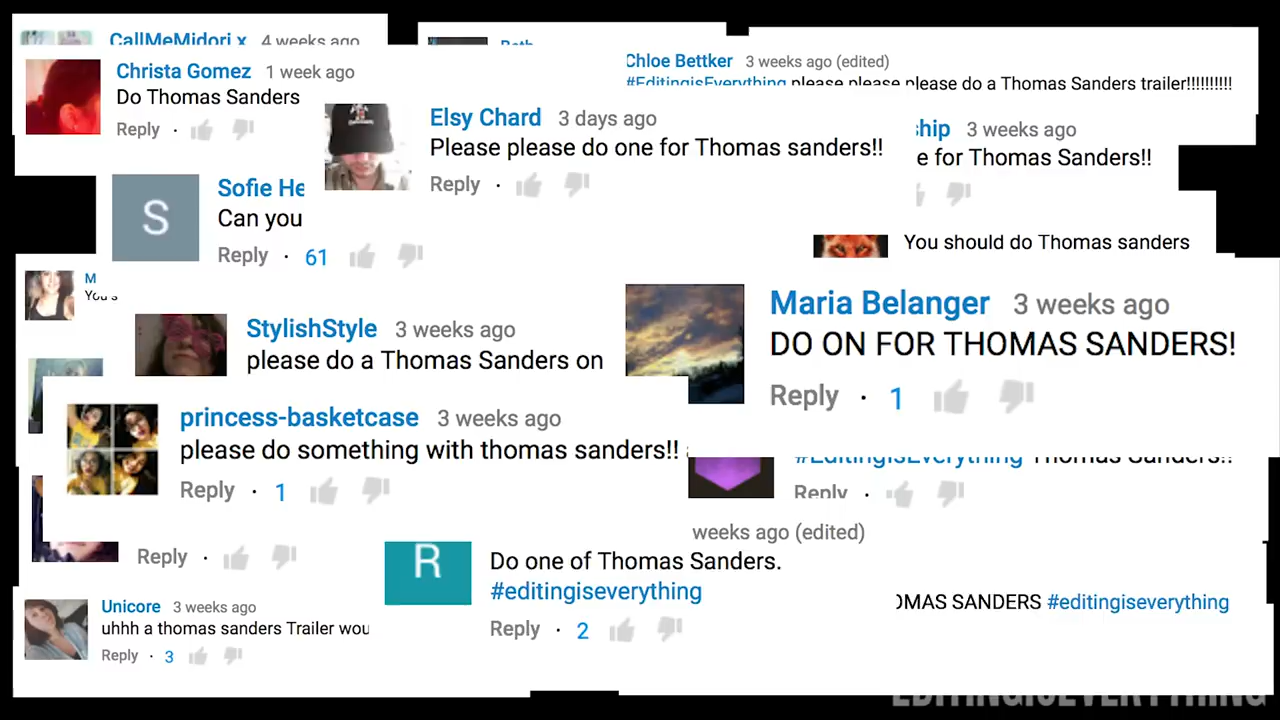 CallMeMidori x 4 weeks ago
Beth
Christa Gomez 1 week ago
Do Thomas Sanders
Reply ·
Chloe Bettker 3 weeks ago (edited)
#EditingisEverything please please please do a Thomas Sanders trailer!!!!!!!!!!
Elsy Chard 3 days ago
Please please do one for Thomas sanders!!
Reply ·
ship 3 weeks ago
e for Thomas Sanders!!
Sofie He
Can you
Reply · 61
You should do Thomas sanders
M
You s
Maria Belanger 3 weeks ago
DO ON FOR THOMAS SANDERS!
Reply · 1
StylishStyle 3 weeks ago
please do a Thomas Sanders on
princess-basketcase 3 weeks ago
please do something with thomas sanders!!
Reply · 1
#EditingIsEverything Thomas Sanders!!
Reply ·
weeks ago (edited)
Reply ·
R
Do one of Thomas Sanders.
#editingiseverything
Reply · 2
OMAS SANDERS #editingiseverything
Unicore 3 weeks ago
uhhh a thomas sanders Trailer wou
Reply · 3
EDITINGISEVERYTHING